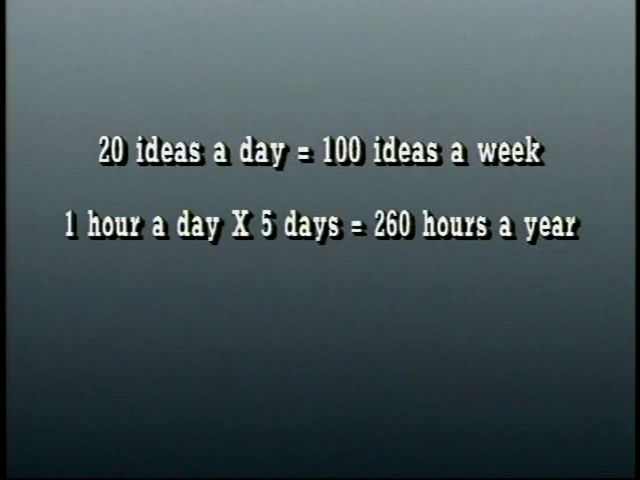 20 ideas a day = 100 ideas a week
1 hour a day X 5 days = 260 hours a year